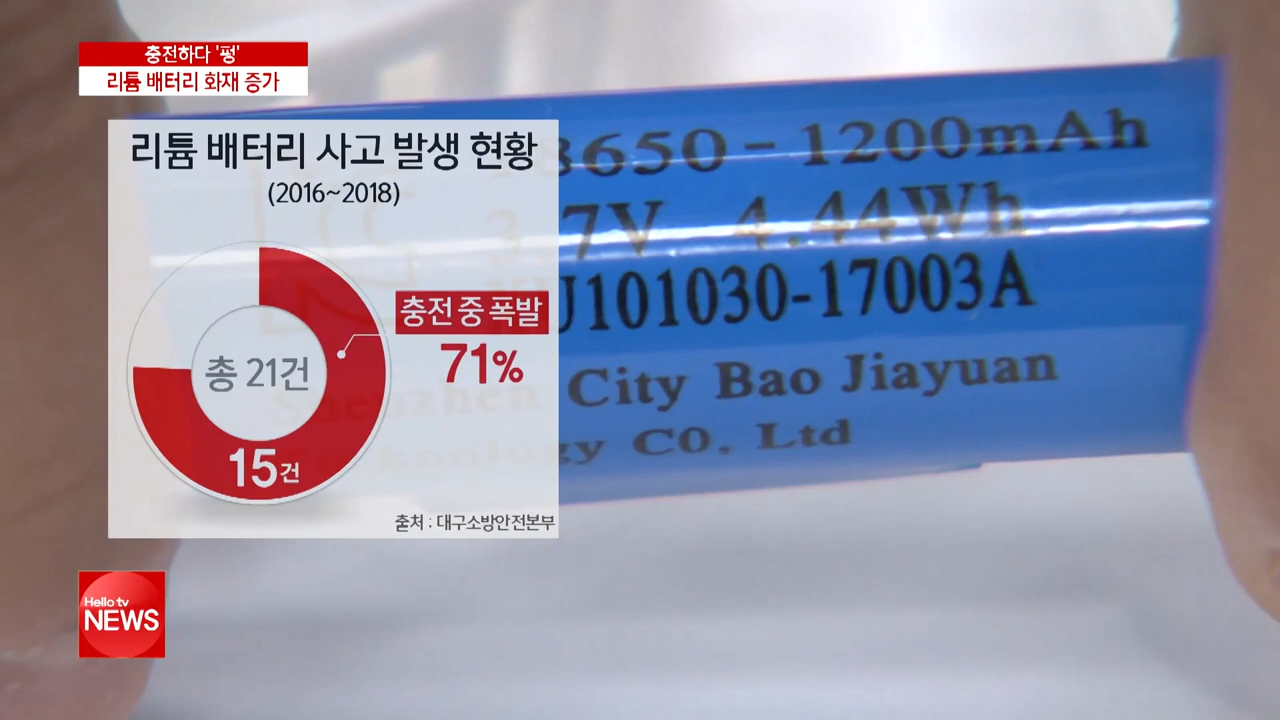 충전하다 '펑'
리튬 배터리 화재 증가
리튬 배터리 사고 발생 현황
(2016~2018)
충전 중 폭발
71%
총 21건
15건
출처 : 대구소방안전본부
8650-1200mAh
3.7V 4.44Wh
U101030-17003A
Shenzhen City Bao Jiayuan
Technology CO. Ltd
Hello tv
NEWS